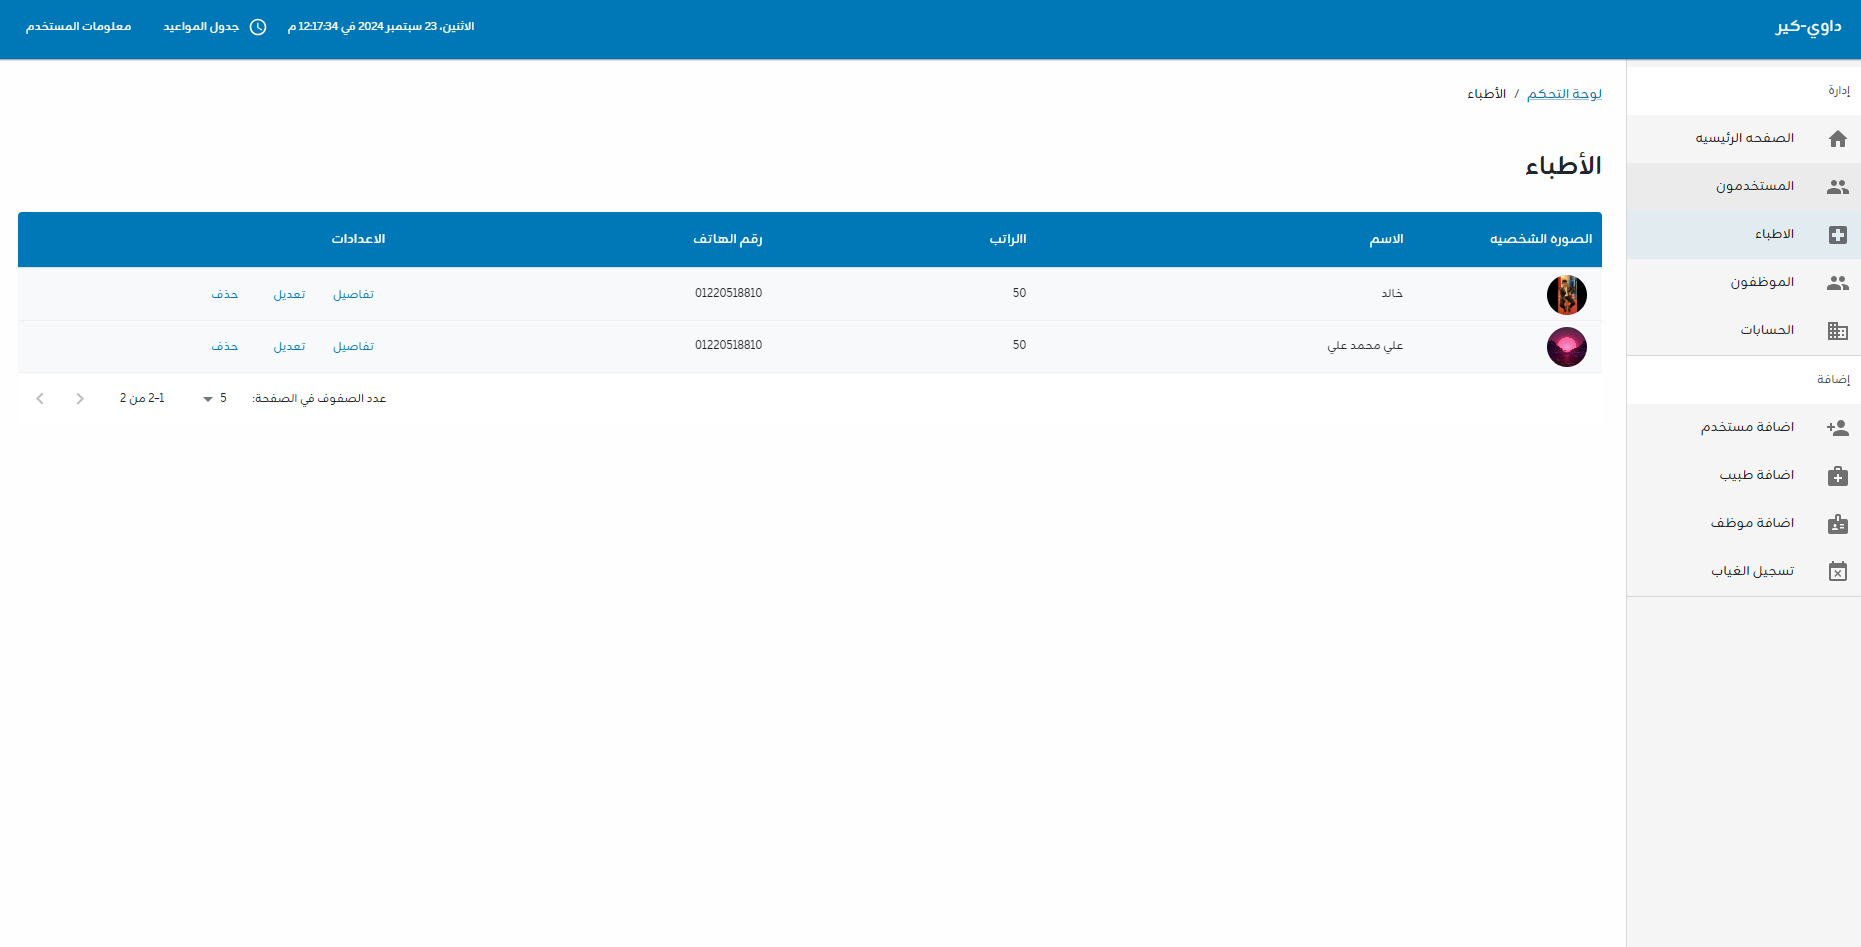 داوي-كير
الاثنين، 23 سبتمبر 2024 في 12:17:34 م
جدول المواعيد
معلومات المستخدم
إدارة
الصفحه الرئيسيه
المستخدمون
الاطباء
الموظفون
الحسابات
إضافة
اضافة مستخدم
اضافة طبيب
اضافة موظف
تسجيل الغياب
لوحة التحكم / الأطباء
الأطباء
الصوره الشخصيه الاسم االراتب رقم الهاتف الاعدادات
خالد 50 01220518810 تفاصيل تعديل حذف
علي محمد علي 50 01220518810 تفاصيل تعديل حذف
عدد الصفوف في الصفحة: 5 1–2 من 2